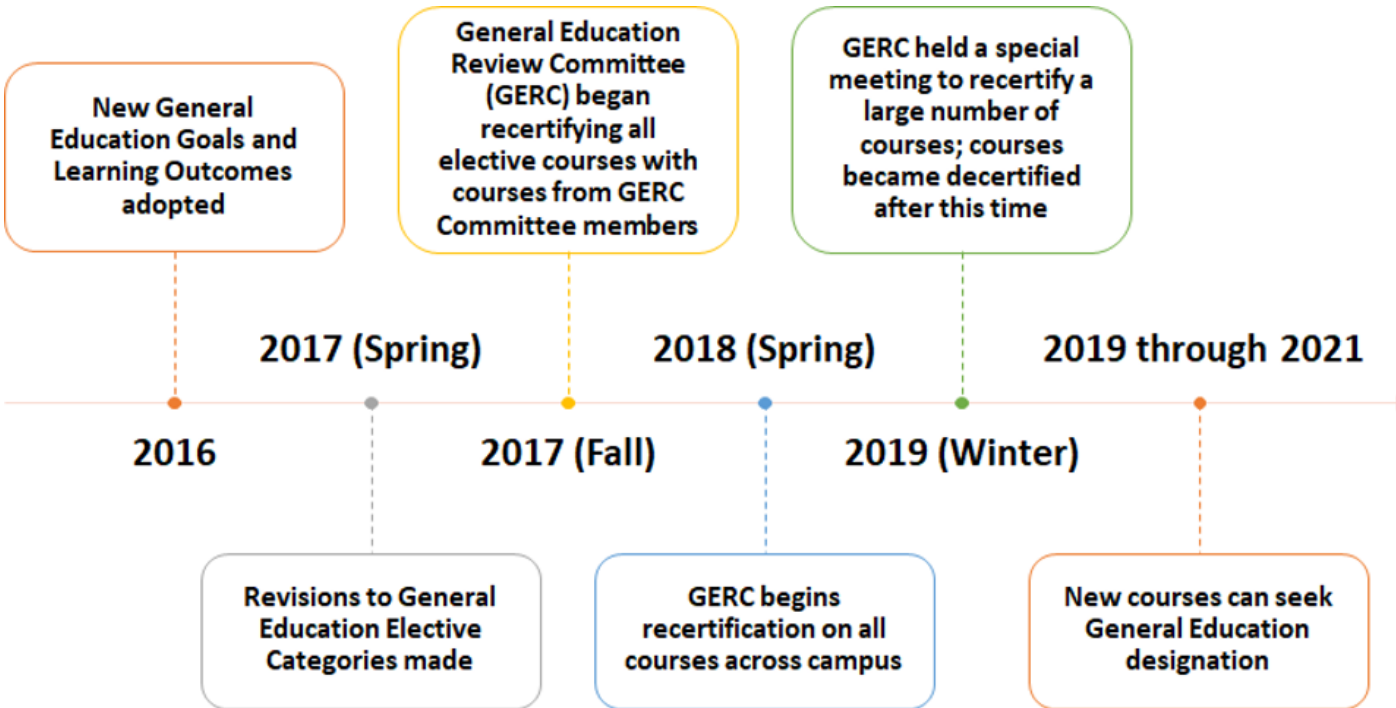 New General
Education Goals and
Learning Outcomes
adopted
General Education
Review Committee
(GERC) began
recertifying all
elective courses with
courses from GERC
Committee members
GERC held a special
meeting to recertify a
large number of
courses; courses
became decertified
after this time
2017 (Spring)
2018 (Spring)
2019 through 2021
2016
2017 (Fall)
2019 (Winter)
Revisions to General
Education Elective
Categories made
GERC begins
recertification on all
courses across campus
New courses can seek
General Education
designation